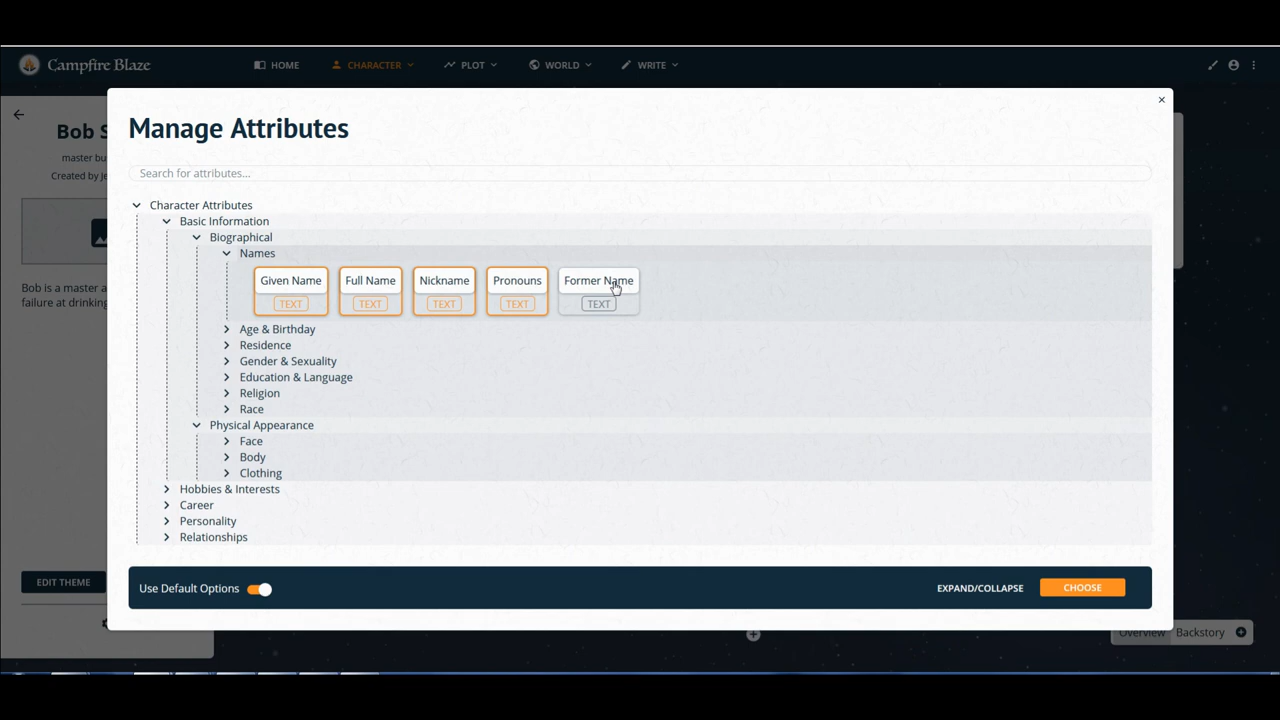 Campfire Blaze
HOME
CHARACTER
PLOT
WORLD
WRITE
Bob S
master bu
Created by Je
Bob is a master a
failure at drinking
EDIT THEME
Manage Attributes
Search for attributes...
Character Attributes
Basic Information
Biographical
Names
Given Name
TEXT
Full Name
TEXT
Nickname
TEXT
Pronouns
TEXT
Former Name
TEXT
Age & Birthday
Residence
Gender & Sexuality
Education & Language
Religion
Race
Physical Appearance
Face
Body
Clothing
Hobbies & Interests
Career
Personality
Relationships
Use Default Options
EXPAND/COLLAPSE
CHOOSE
Overview
Backstory